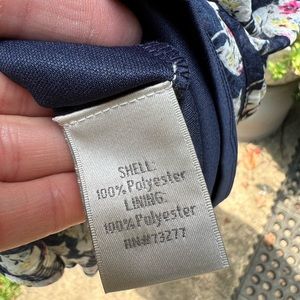 SHELL:
100% Polyester
LINING:
100% Polyester
RN#73277